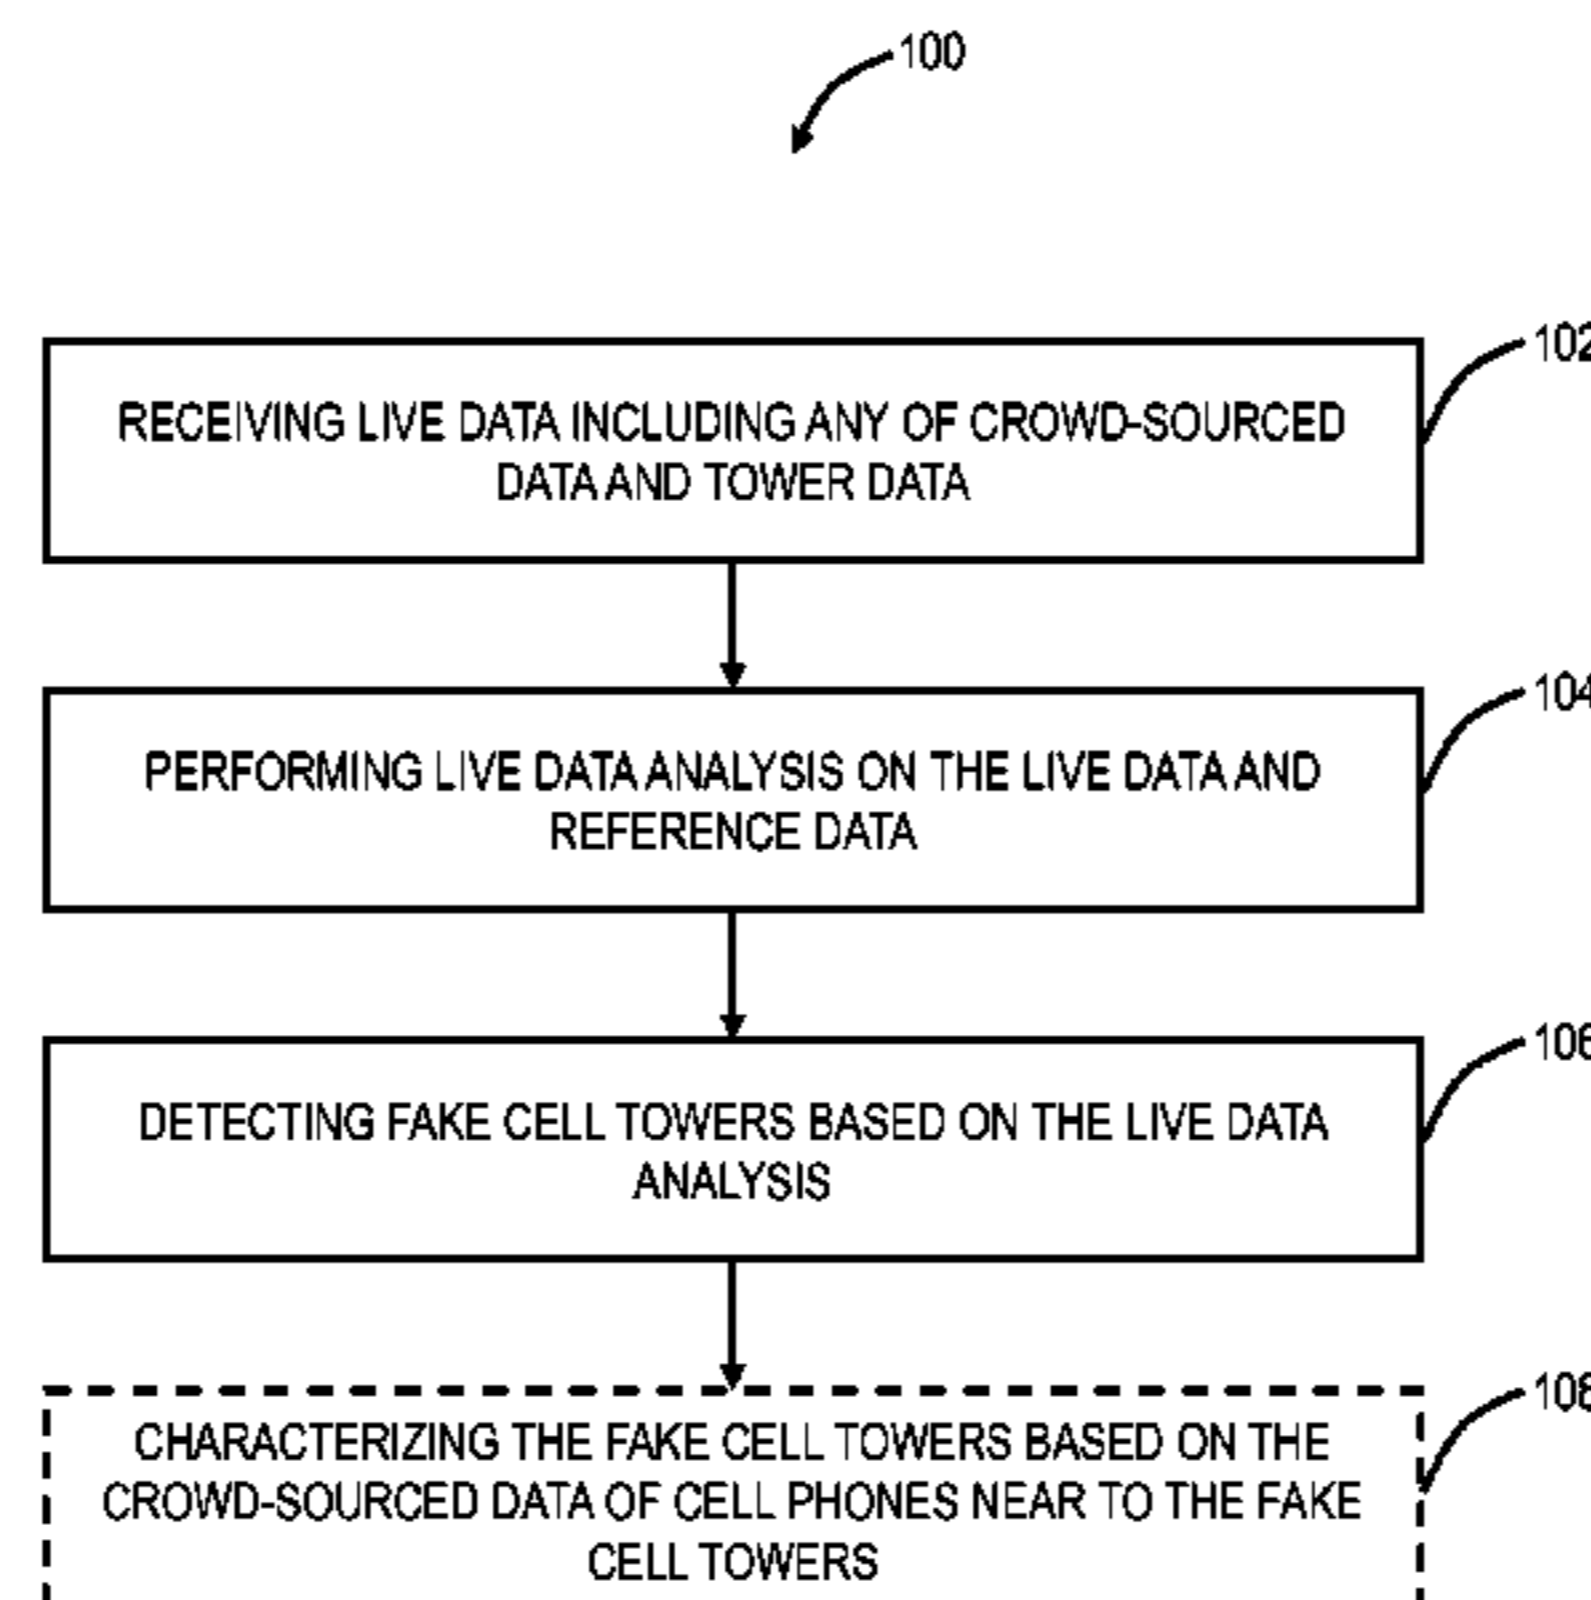 100
102
RECEIVING LIVE DATA INCLUDING ANY OF CROWD-SOURCED
DATA AND TOWER DATA
104
PERFORMING LIVE DATA ANALYSIS ON THE LIVE DATA AND
REFERENCE DATA
106
DETECTING FAKE CELL TOWERS BASED ON THE LIVE DATA
ANALYSIS
108
CHARACTERIZING THE FAKE CELL TOWERS BASED ON THE
CROWD-SOURCED DATA OF CELL PHONES NEAR TO THE FAKE
CELL TOWERS